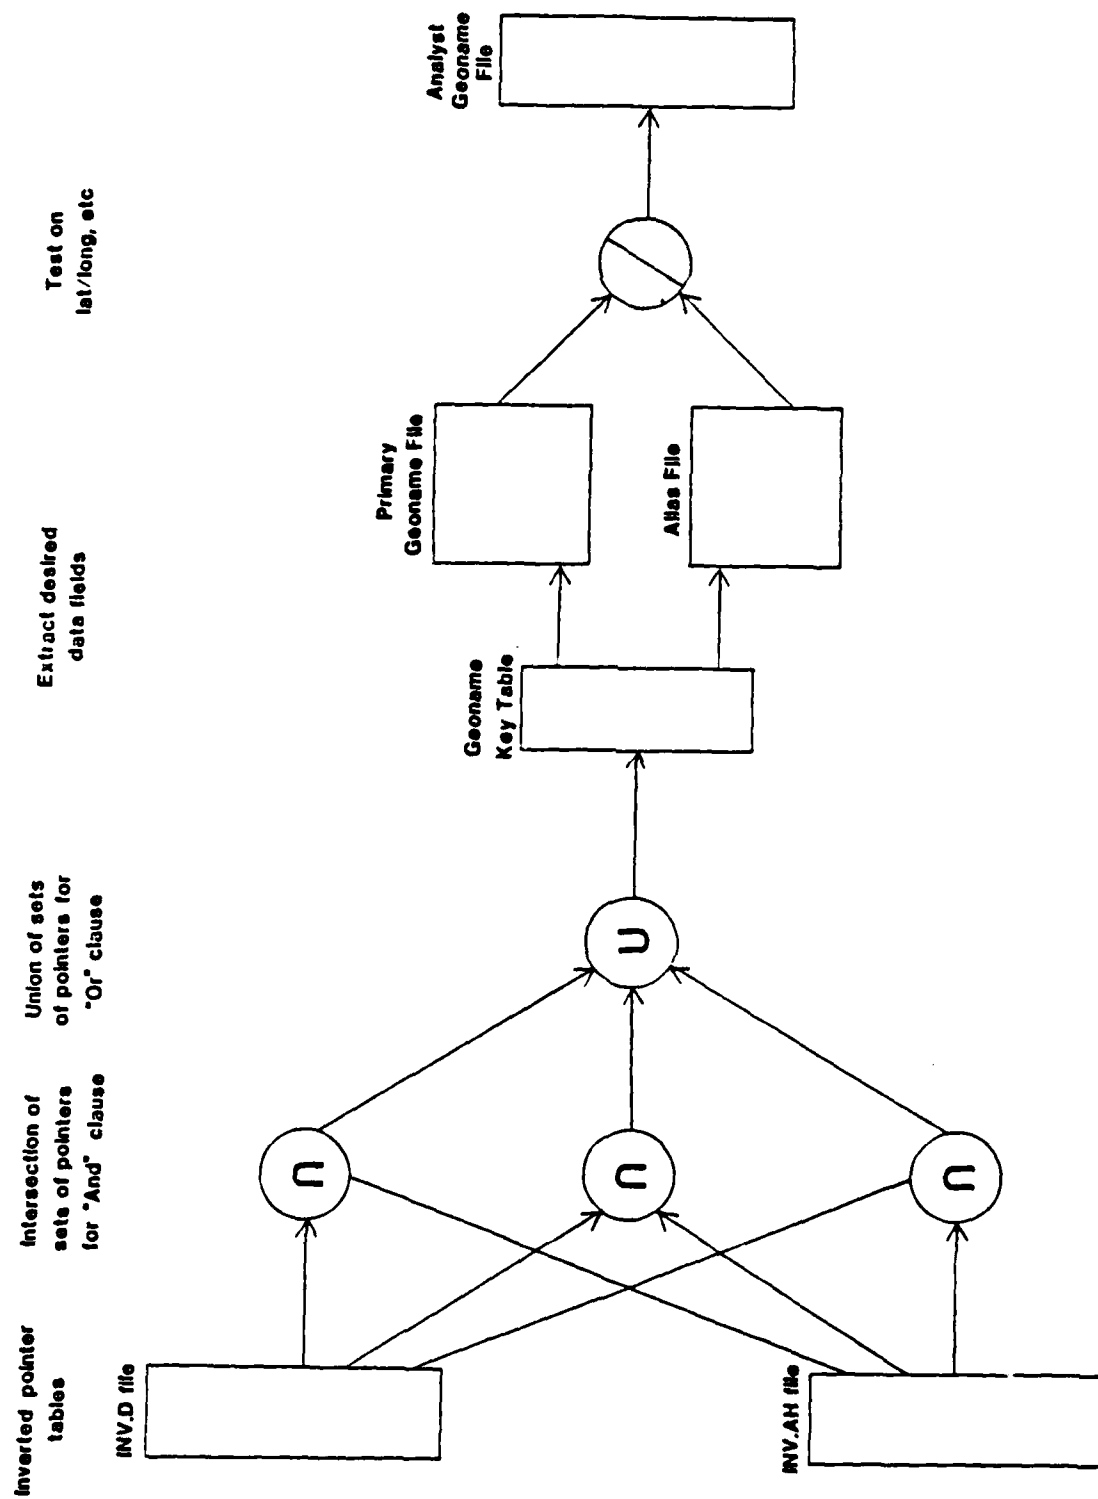 Inverted pointer
tables
Intersection of
sets of pointers
for "And" clause
Union of sets
of pointers for
"Or" clause
Extract desired
data fields
Test on
lat/long, etc
INV.D file
INV.AH file
∩
∩
∩
U
Geoname
Key Table
Primary
Geoname File
Alias File
Analyst
Geoname
File